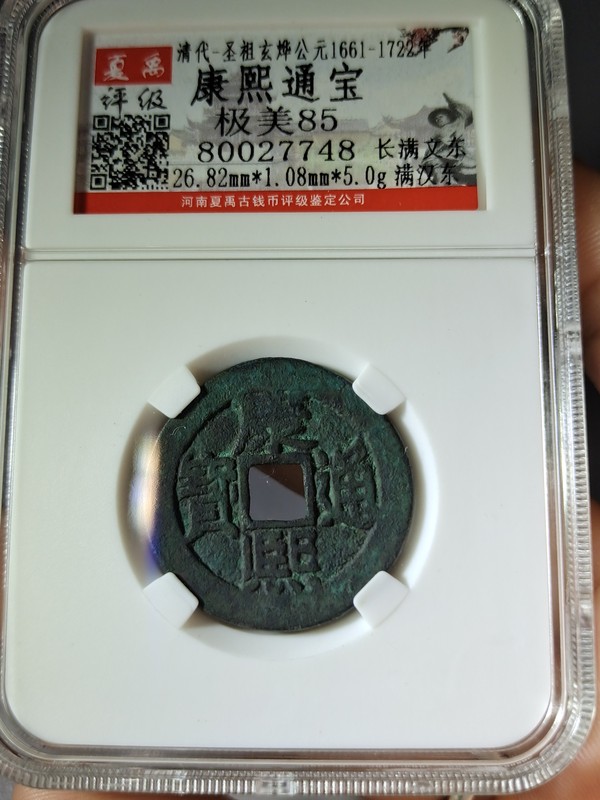 清代-圣祖玄烨公元1661-1722年
夏禹
评级
康熙通宝
极美85
80027748 长满文东
26.82mm*1.08mm*5.0g 满汉东
河南夏禹古钱币评级鉴定公司
康熙通寶